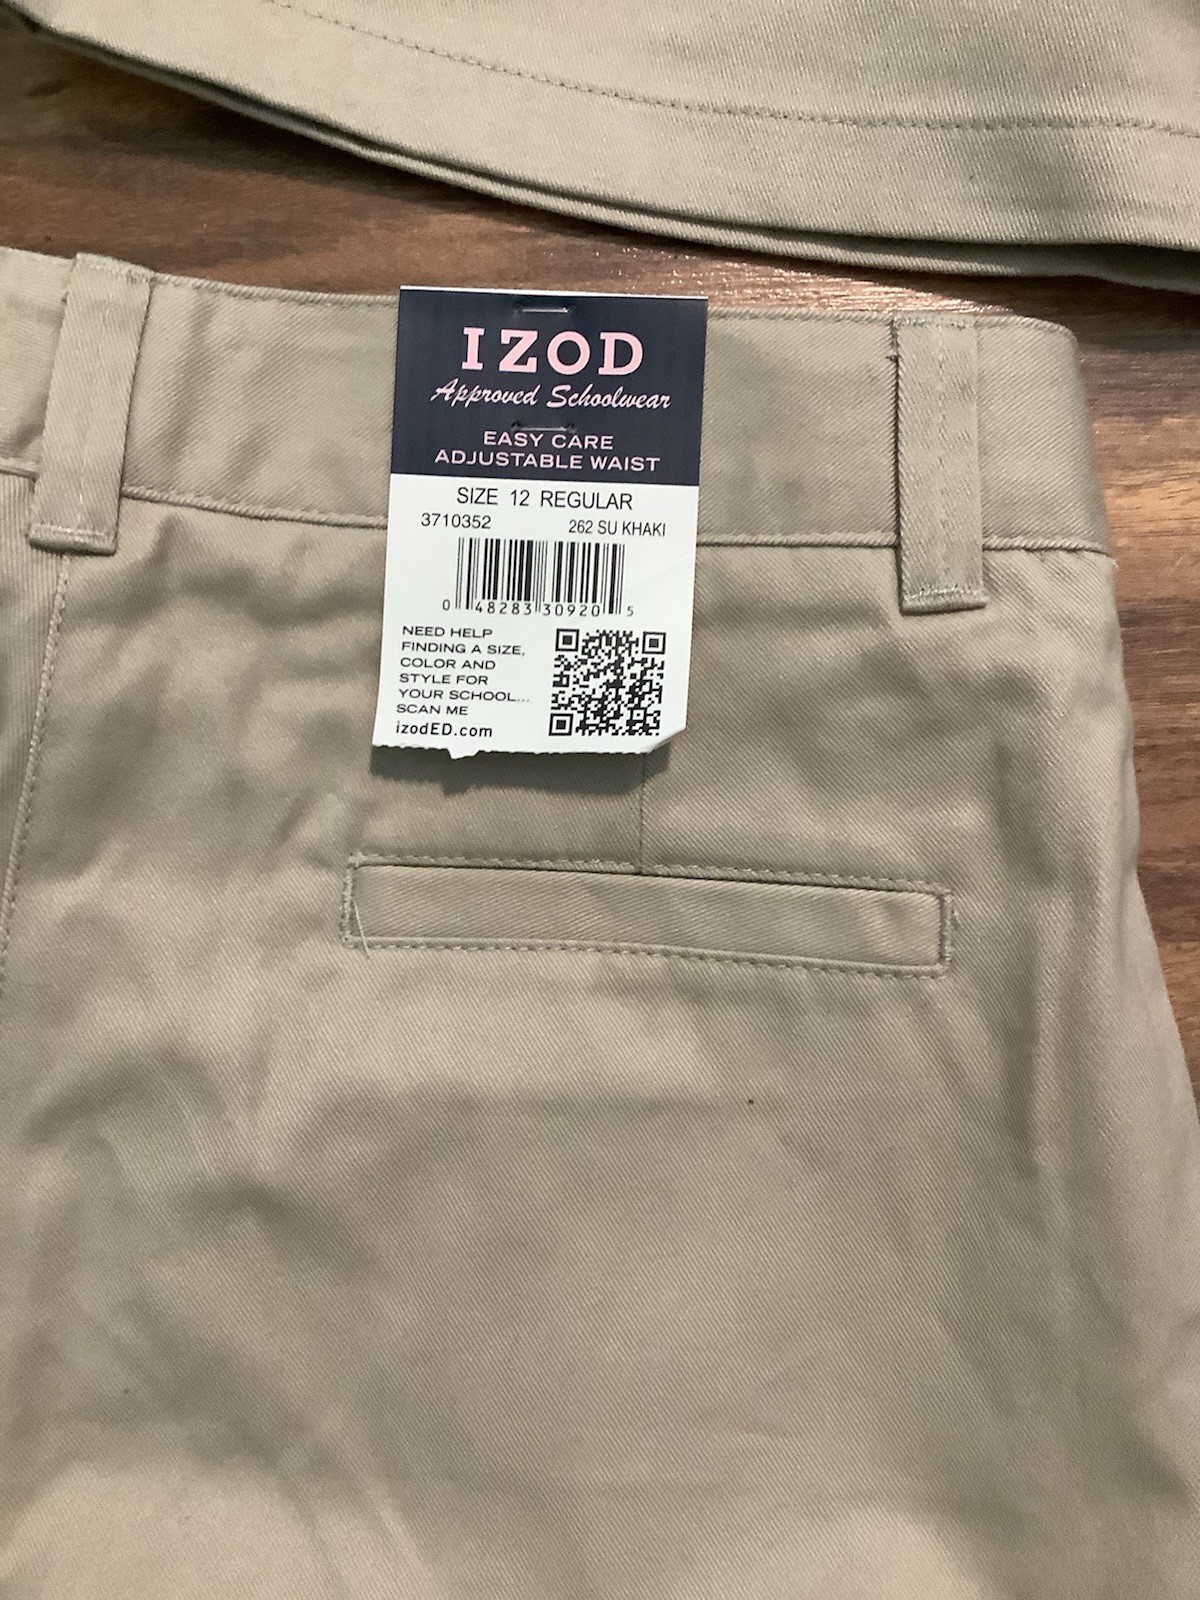 IZOD
Approved Schoolwear
EASY CARE
ADJUSTABLE WAIST
SIZE 12 REGULAR
3710352 262 SU KHAKI
0 48283 30920 5
NEED HELP
FINDING A SIZE,
COLOR AND
STYLE FOR
YOUR SCHOOL...
SCAN ME
izodED.com